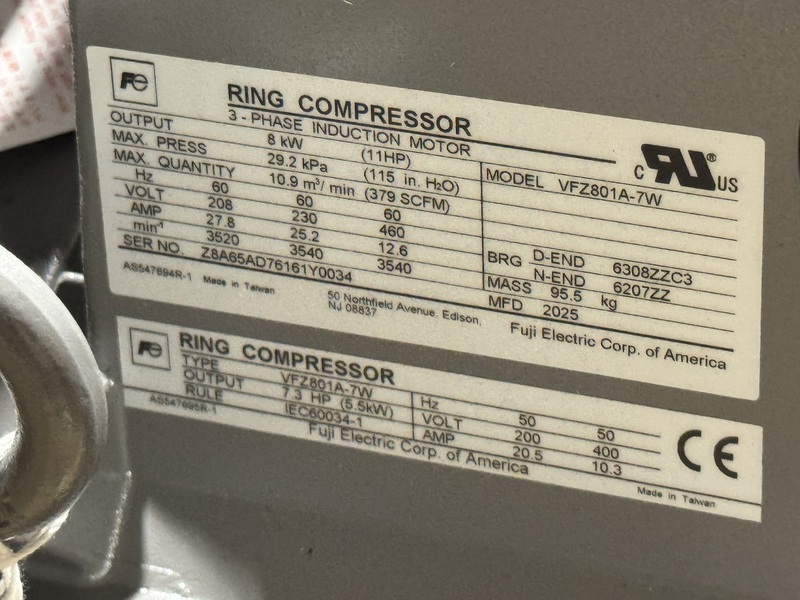 Fe
RING COMPRESSOR
3 - PHASE INDUCTION MOTOR
OUTPUT 8 kW (11HP)
MAX. PRESS 29.2 kPa (115 in. H₂O)
MAX. QUANTITY 10.9 m³/ min (379 SCFM)
Hz 60 60 60
VOLT 208 230 460
AMP 27.8 25.2 12.6
min⁻¹ 3520 3540 3540
SER NO. Z8A65AD76161Y0034
c RU® US
MODEL VFZ801A-7W
BRG D-END 6308ZZC3
N-END 6207ZZ
MASS 95.5 kg
MFD 2025
AS547694R-1 Made in Taiwan
50 Northfield Avenue. Edison,
NJ 08837
Fuji Electric Corp. of America
Fe
RING COMPRESSOR
TYPE VFZ801A-7W
OUTPUT 7.3 HP (5.5kW)
RULE IEC60034-1
Hz 50 50
VOLT 200 400
AMP 20.5 10.3
CE
AS547695R-1
Fuji Electric Corp. of America
Made in Taiwan